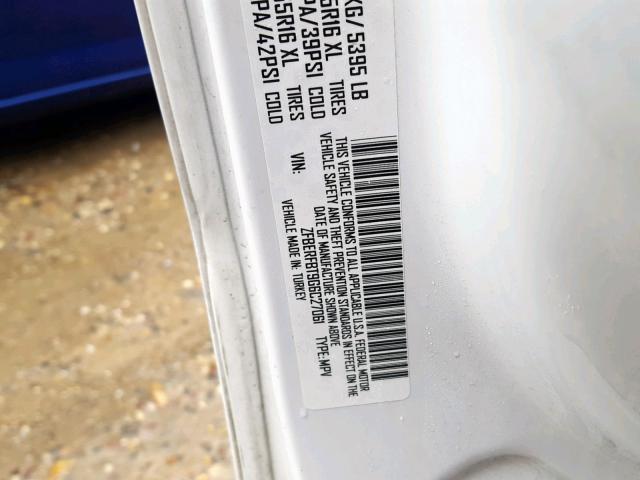 KG/ 5395 LB
5R16 XL TIRES
PA/39PSI COLD
5R16 XL TIRES
PA/42PSI COLD
THIS VEHICLE CONFORMS TO ALL APPLICABLE U.S.A. FEDERAL MOTOR
VEHICLE SAFETY AND THEFT PREVENTION STANDARDS IN EFFECT ON THE
DATE OF MANUFACTURE SHOWN ABOVE
VIN: ZFBERFBT9G6C27061 TYPE:MPV
VEHICLE MADE IN: TURKEY